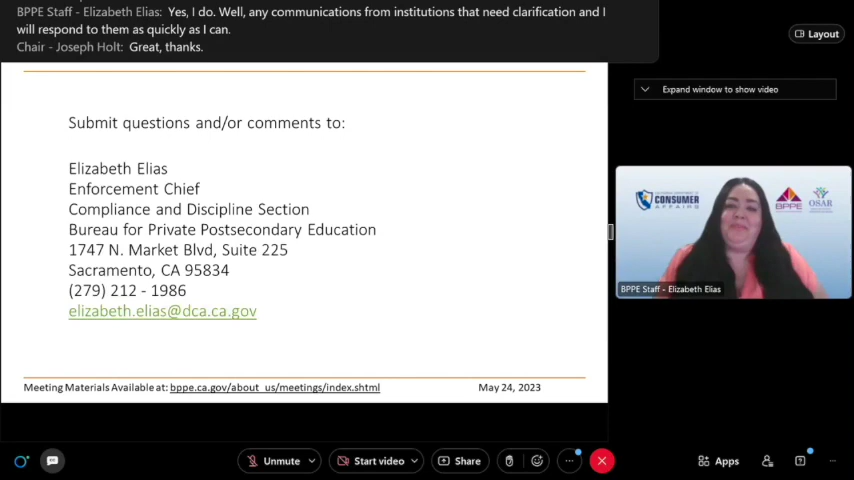 BPPE Staff - Elizabeth Elias: Yes, I do. Well, any communications from institutions that need clarification and I
will respond to them as quickly as I can.
Chair - Joseph Holt: Great, thanks.
Layout
Expand window to show video
Submit questions and/or comments to:
Elizabeth Elias
Enforcement Chief
Compliance and Discipline Section
Bureau for Private Postsecondary Education
1747 N. Market Blvd, Suite 225
Sacramento, CA 95834
(279) 212 - 1986
elizabeth.elias@dca.ca.gov
CONSUMER
AFFAIRS
BPPE
OSAR
BPPE Staff - Elizabeth Elias
Meeting Materials Available at: bppe.ca.gov/about_us/meetings/index.shtml
May 24, 2023
Unmute
Start video
Share
Apps